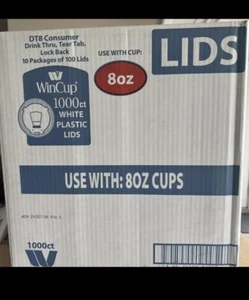 DT8 Consumer
Drink Thru, Tear Tab,
Lock Back
10 Packages of 100 Lids
USE WITH CUP:
8oz
LIDS
W
WinCup
1000ct
WHITE
PLASTIC
LIDS
USE WITH: 8OZ CUPS
1000ct
W